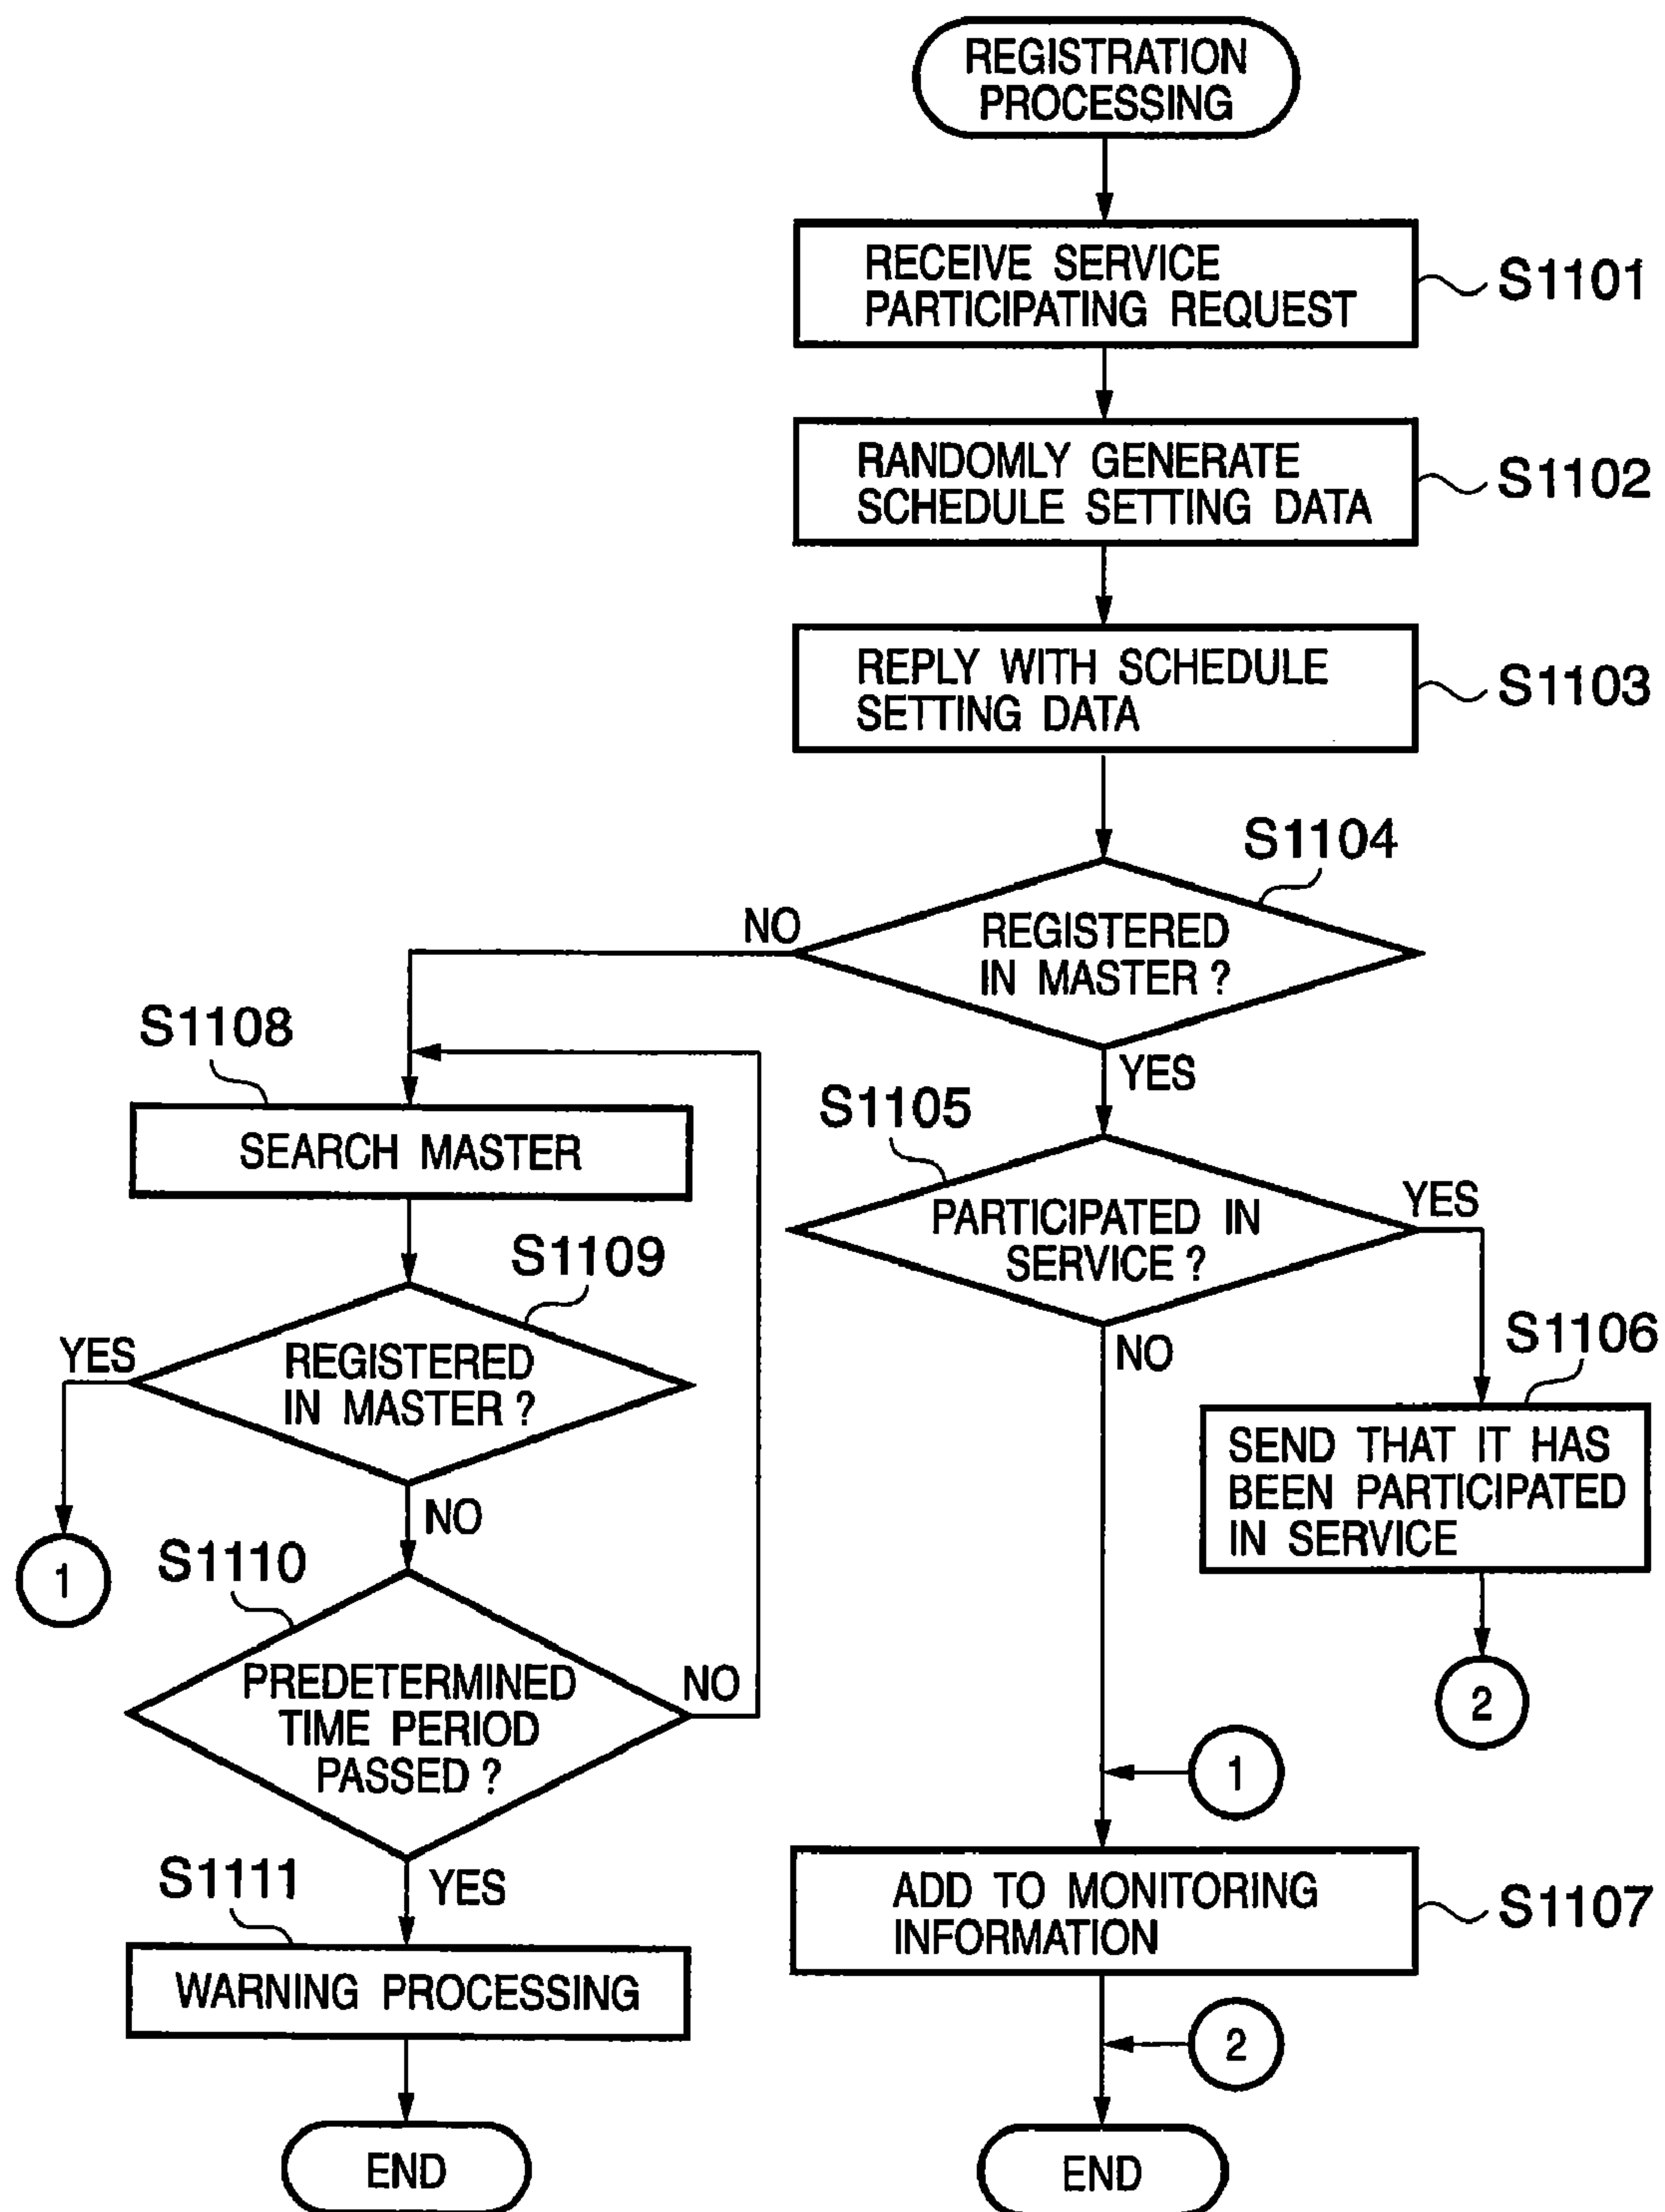 REGISTRATION
PROCESSING
RECEIVE SERVICE
PARTICIPATING REQUEST
S1101
RANDOMLY GENERATE
SCHEDULE SETTING DATA
S1102
REPLY WITH SCHEDULE
SETTING DATA
S1103
S1104
REGISTERED
IN MASTER ?
NO
YES
S1105
PARTICIPATED IN
SERVICE ?
YES
NO
S1106
SEND THAT IT HAS
BEEN PARTICIPATED
IN SERVICE
2
1
ADD TO MONITORING
INFORMATION
S1107
2
END
S1108
SEARCH MASTER
S1109
REGISTERED
IN MASTER ?
YES
1
NO
S1110
PREDETERMINED
TIME PERIOD
PASSED ?
NO
YES
S1111
WARNING PROCESSING
END